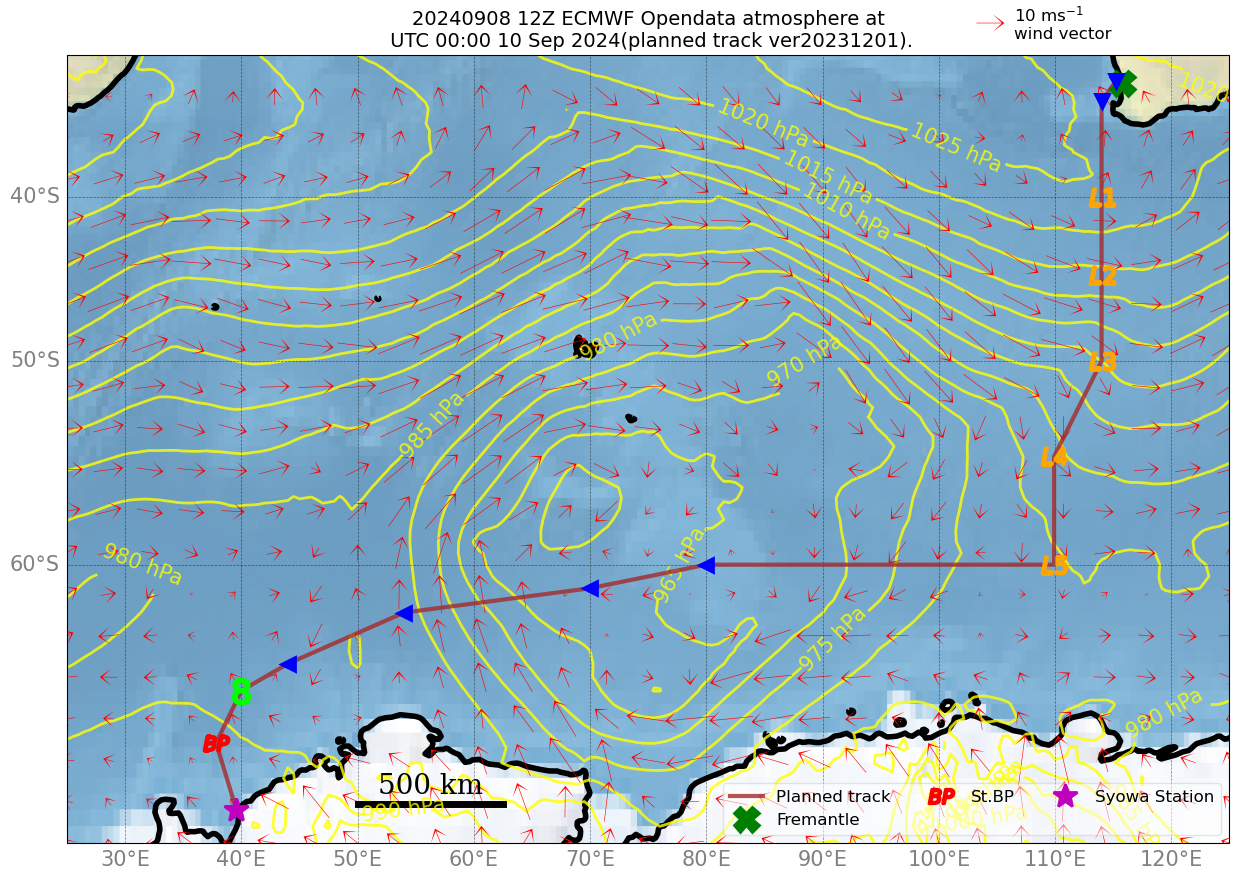 20240908 12Z ECMWF Opendata atmosphere at
UTC 00:00 10 Sep 2024(planned track ver20231201).
10 ms⁻¹
wind vector
1020 hPa
1025 hPa
1015 hPa
1010 hPa
40°S
L1
L2
980 hPa
970 hPa
50°S
L3
985 hPa
L4
980 hPa
965 hPa
60°S
L5
975 hPa
8
980 hPa
BP
500 km
990 hPa
Planned track
BP St.BP
Syowa Station
Fremantle
30°E 40°E 50°E 60°E 70°E 80°E 90°E 100°E 110°E 120°E